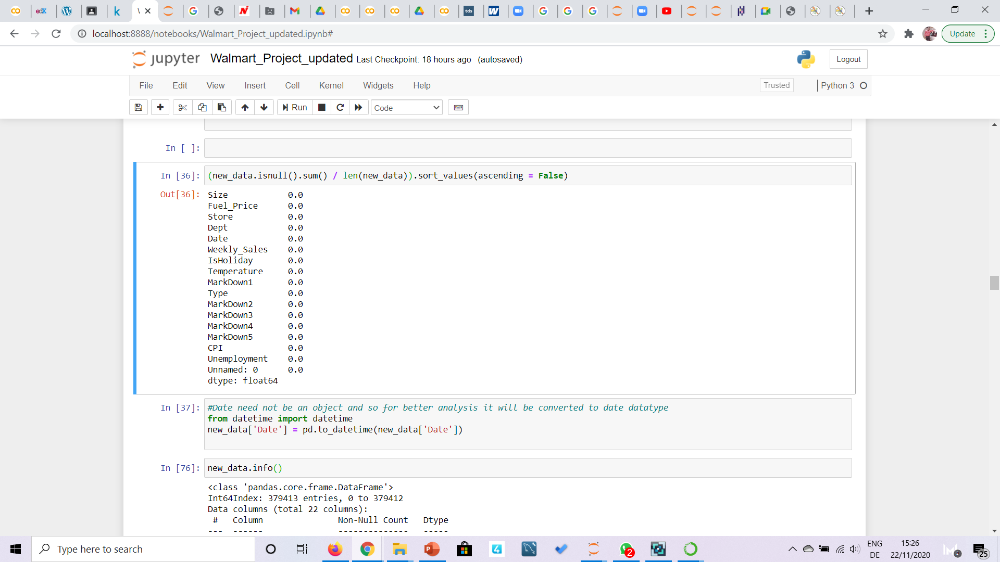 localhost:8888/notebooks/Walmart_Project_updated.ipynb#
Update
jupyter Walmart_Project_updated Last Checkpoint: 18 hours ago (autosaved)
Logout
File Edit View Insert Cell Kernel Widgets Help
Trusted
Python 3
Run
Code
In [ ]:
In [36]: (new_data.isnull().sum() / len(new_data)).sort_values(ascending = False)
Out[36]: Size 0.0
Fuel_Price 0.0
Store 0.0
Dept 0.0
Date 0.0
Weekly_Sales 0.0
IsHoliday 0.0
Temperature 0.0
MarkDown1 0.0
Type 0.0
MarkDown2 0.0
MarkDown3 0.0
MarkDown4 0.0
MarkDown5 0.0
CPI 0.0
Unemployment 0.0
Unnamed: 0 0.0
dtype: float64
In [37]: #Date need not be an object and so for better analysis it will be converted to date datatype
from datetime import datetime
new_data['Date'] = pd.to_datetime(new_data['Date'])
In [76]: new_data.info()
<class 'pandas.core.frame.DataFrame'>
Int64Index: 379413 entries, 0 to 379412
Data columns (total 22 columns):
# Column Non-Null Count Dtype
--- ------ -------------- -----
Type here to search
2
ENG
DE
15:26
22/11/2020
3
25